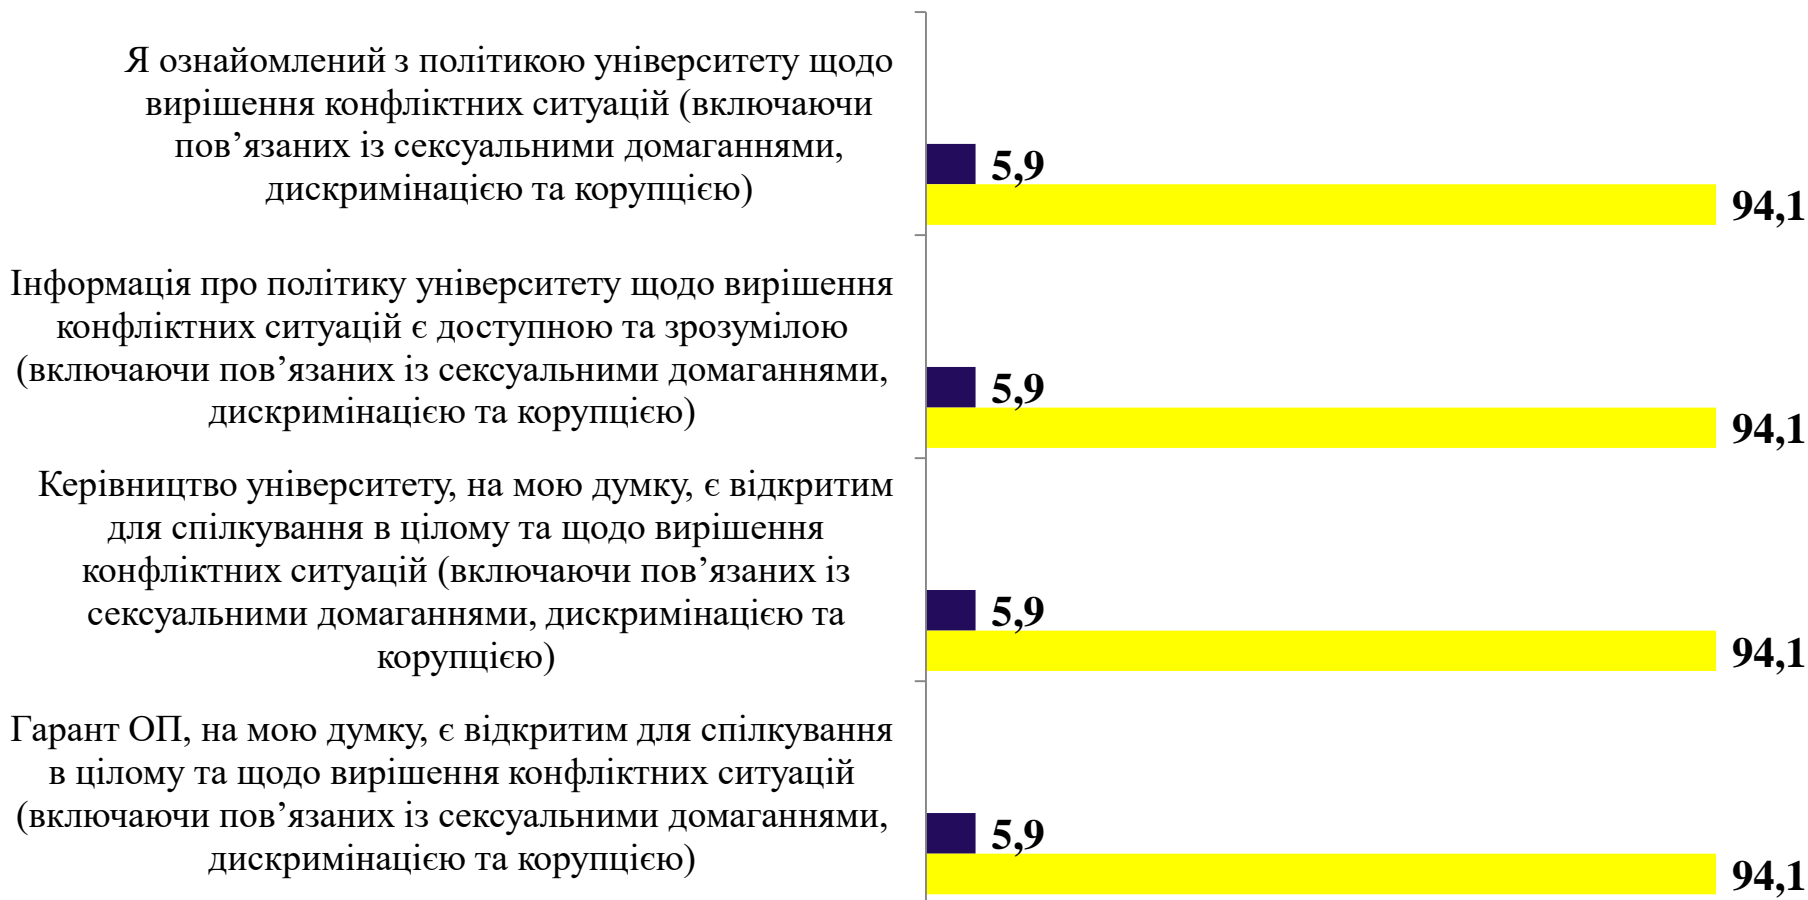 Я ознайомлений з політикою університету щодо
вирішення конфліктних ситуацій (включаючи
пов’язаних із сексуальними домаганнями,
дискримінацією та корупцією)
5,9
94,1
Інформація про політику університету щодо вирішення
конфліктних ситуацій є доступною та зрозумілою
(включаючи пов’язаних із сексуальними домаганнями,
дискримінацією та корупцією)
5,9
94,1
Керівництво університету, на мою думку, є відкритим
для спілкування в цілому та щодо вирішення
конфліктних ситуацій (включаючи пов’язаних із
сексуальними домаганнями, дискримінацією та
корупцією)
5,9
94,1
Гарант ОП, на мою думку, є відкритим для спілкування
в цілому та щодо вирішення конфліктних ситуацій
(включаючи пов’язаних із сексуальними домаганнями,
дискримінацією та корупцією)
5,9
94,1